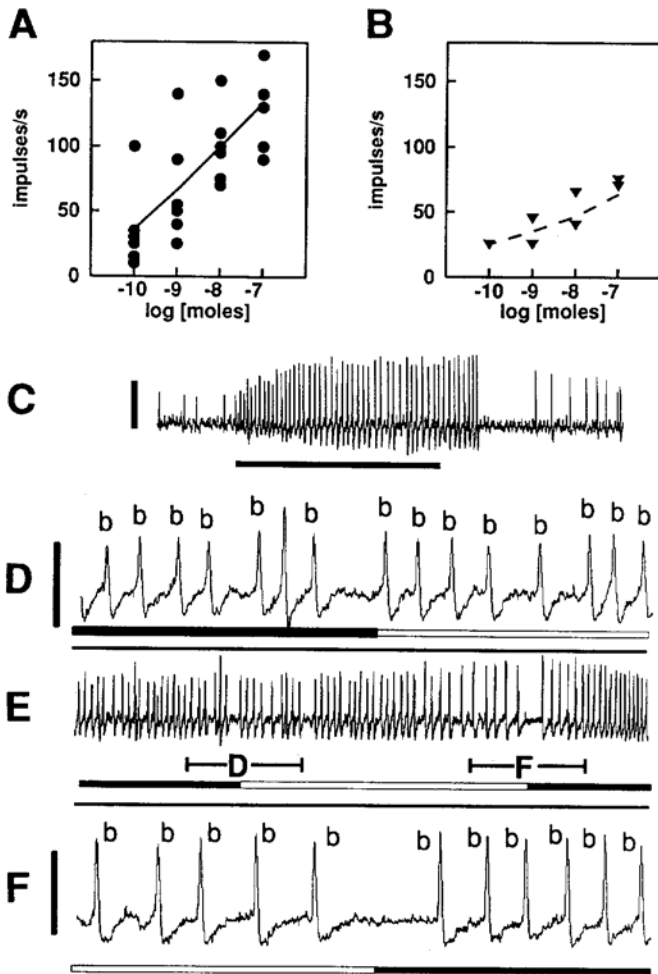 A
B
impulses/s
150
100
50
0
-10 -9 -8 -7
log [moles]
impulses/s
150
100
50
0
-10 -9 -8 -7
log [moles]
C
b b b b b b b b b b b b b
D
E
D F
b b b b b b b b b b b
F